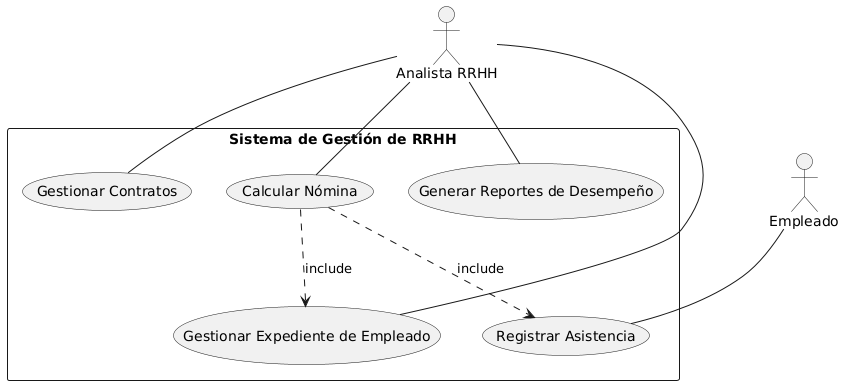 Analista RRHH
Sistema de Gestión de RRHH
Gestionar Contratos
Calcular Nómina
Generar Reportes de Desempeño
Empleado
include
include
Gestionar Expediente de Empleado
Registrar Asistencia